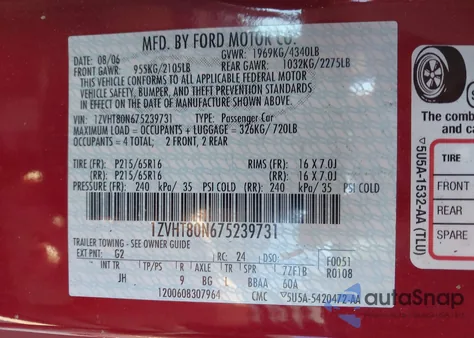 MFD. BY FORD MOTOR CO.
DATE: 08/06 GVWR: 1969KG/4340LB
FRONT GAWR: 955KG/2105LB REAR GAWR: 1032KG/2275LB
THIS VEHICLE CONFORMS TO ALL APPLICABLE FEDERAL MOTOR
VEHICLE SAFETY, BUMPER, AND THEFT PREVENTION STANDARDS
IN EFFECT ON THE DATE OF MANUFACTURE SHOWN ABOVE.
VIN: 1ZVHT80N675239731 TYPE: Passenger Car
MAXIMUM LOAD = OCCUPANTS + LUGGAGE = 326KG/720LB
OCCUPANTS = 4 TOTAL; 2 FRONT, 2 REAR
TIRE (FR): P215/65R16 RIMS (FR): 16 X 7.0J
TIRE (RR): P215/65R16 RIMS (RR): 16 X 7.0J
PRESSURE (FR): 240 kPa/ 35 PSI COLD (RR): 240 kPa/ 35 PSI COLD
1ZVHT80N675239731
TRAILER TOWING - SEE OWNER GUIDE
EXT PNT: G2 RC: 24 DSO: F0051
INT TR TP/PS R AXLE TR SPR 7ZF1B R0108
JH 9 BG L BBAA 60A
1200608307964 CMC ▽5U5A-5420472-AA
▽5U5A-1532-AA (TLU)
The comb
TIRE
FRONT
REAR
SPARE
autoSnap